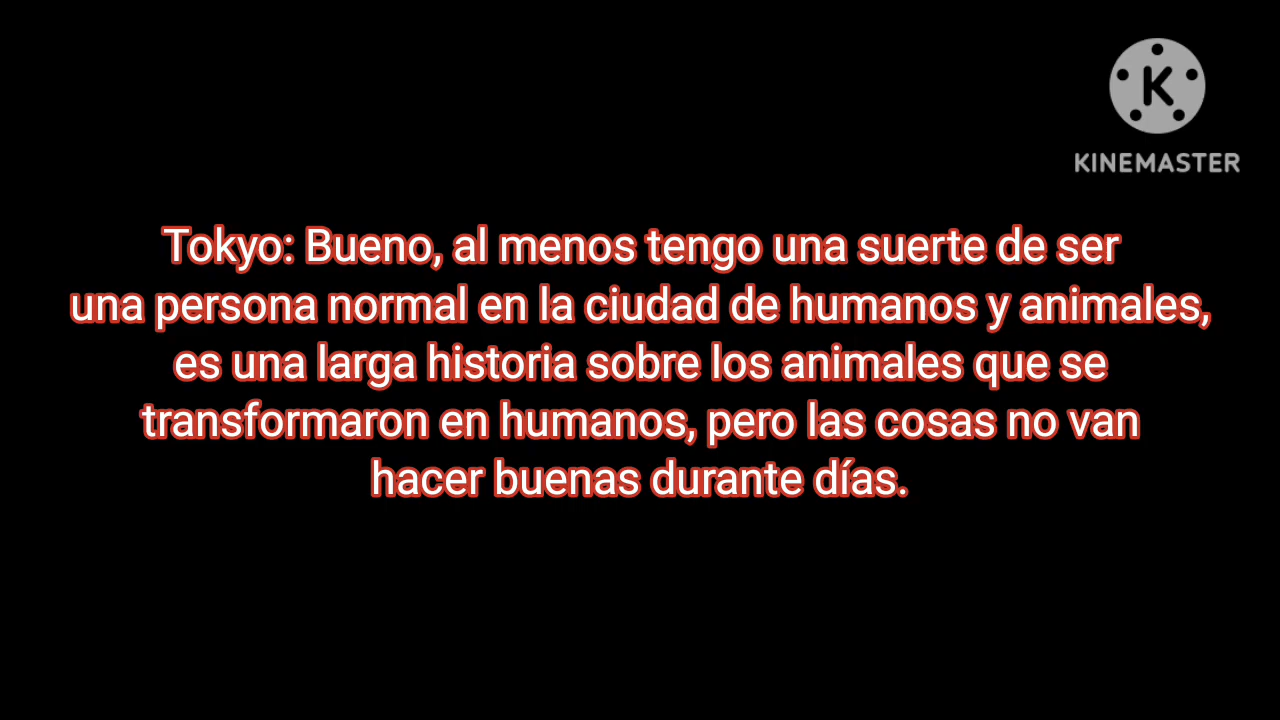 K
KINEMASTER
Tokyo: Bueno, al menos tengo una suerte de ser
una persona normal en la ciudad de humanos y animales,
es una larga historia sobre los animales que se
transformaron en humanos, pero las cosas no van
hacer buenas durante días.